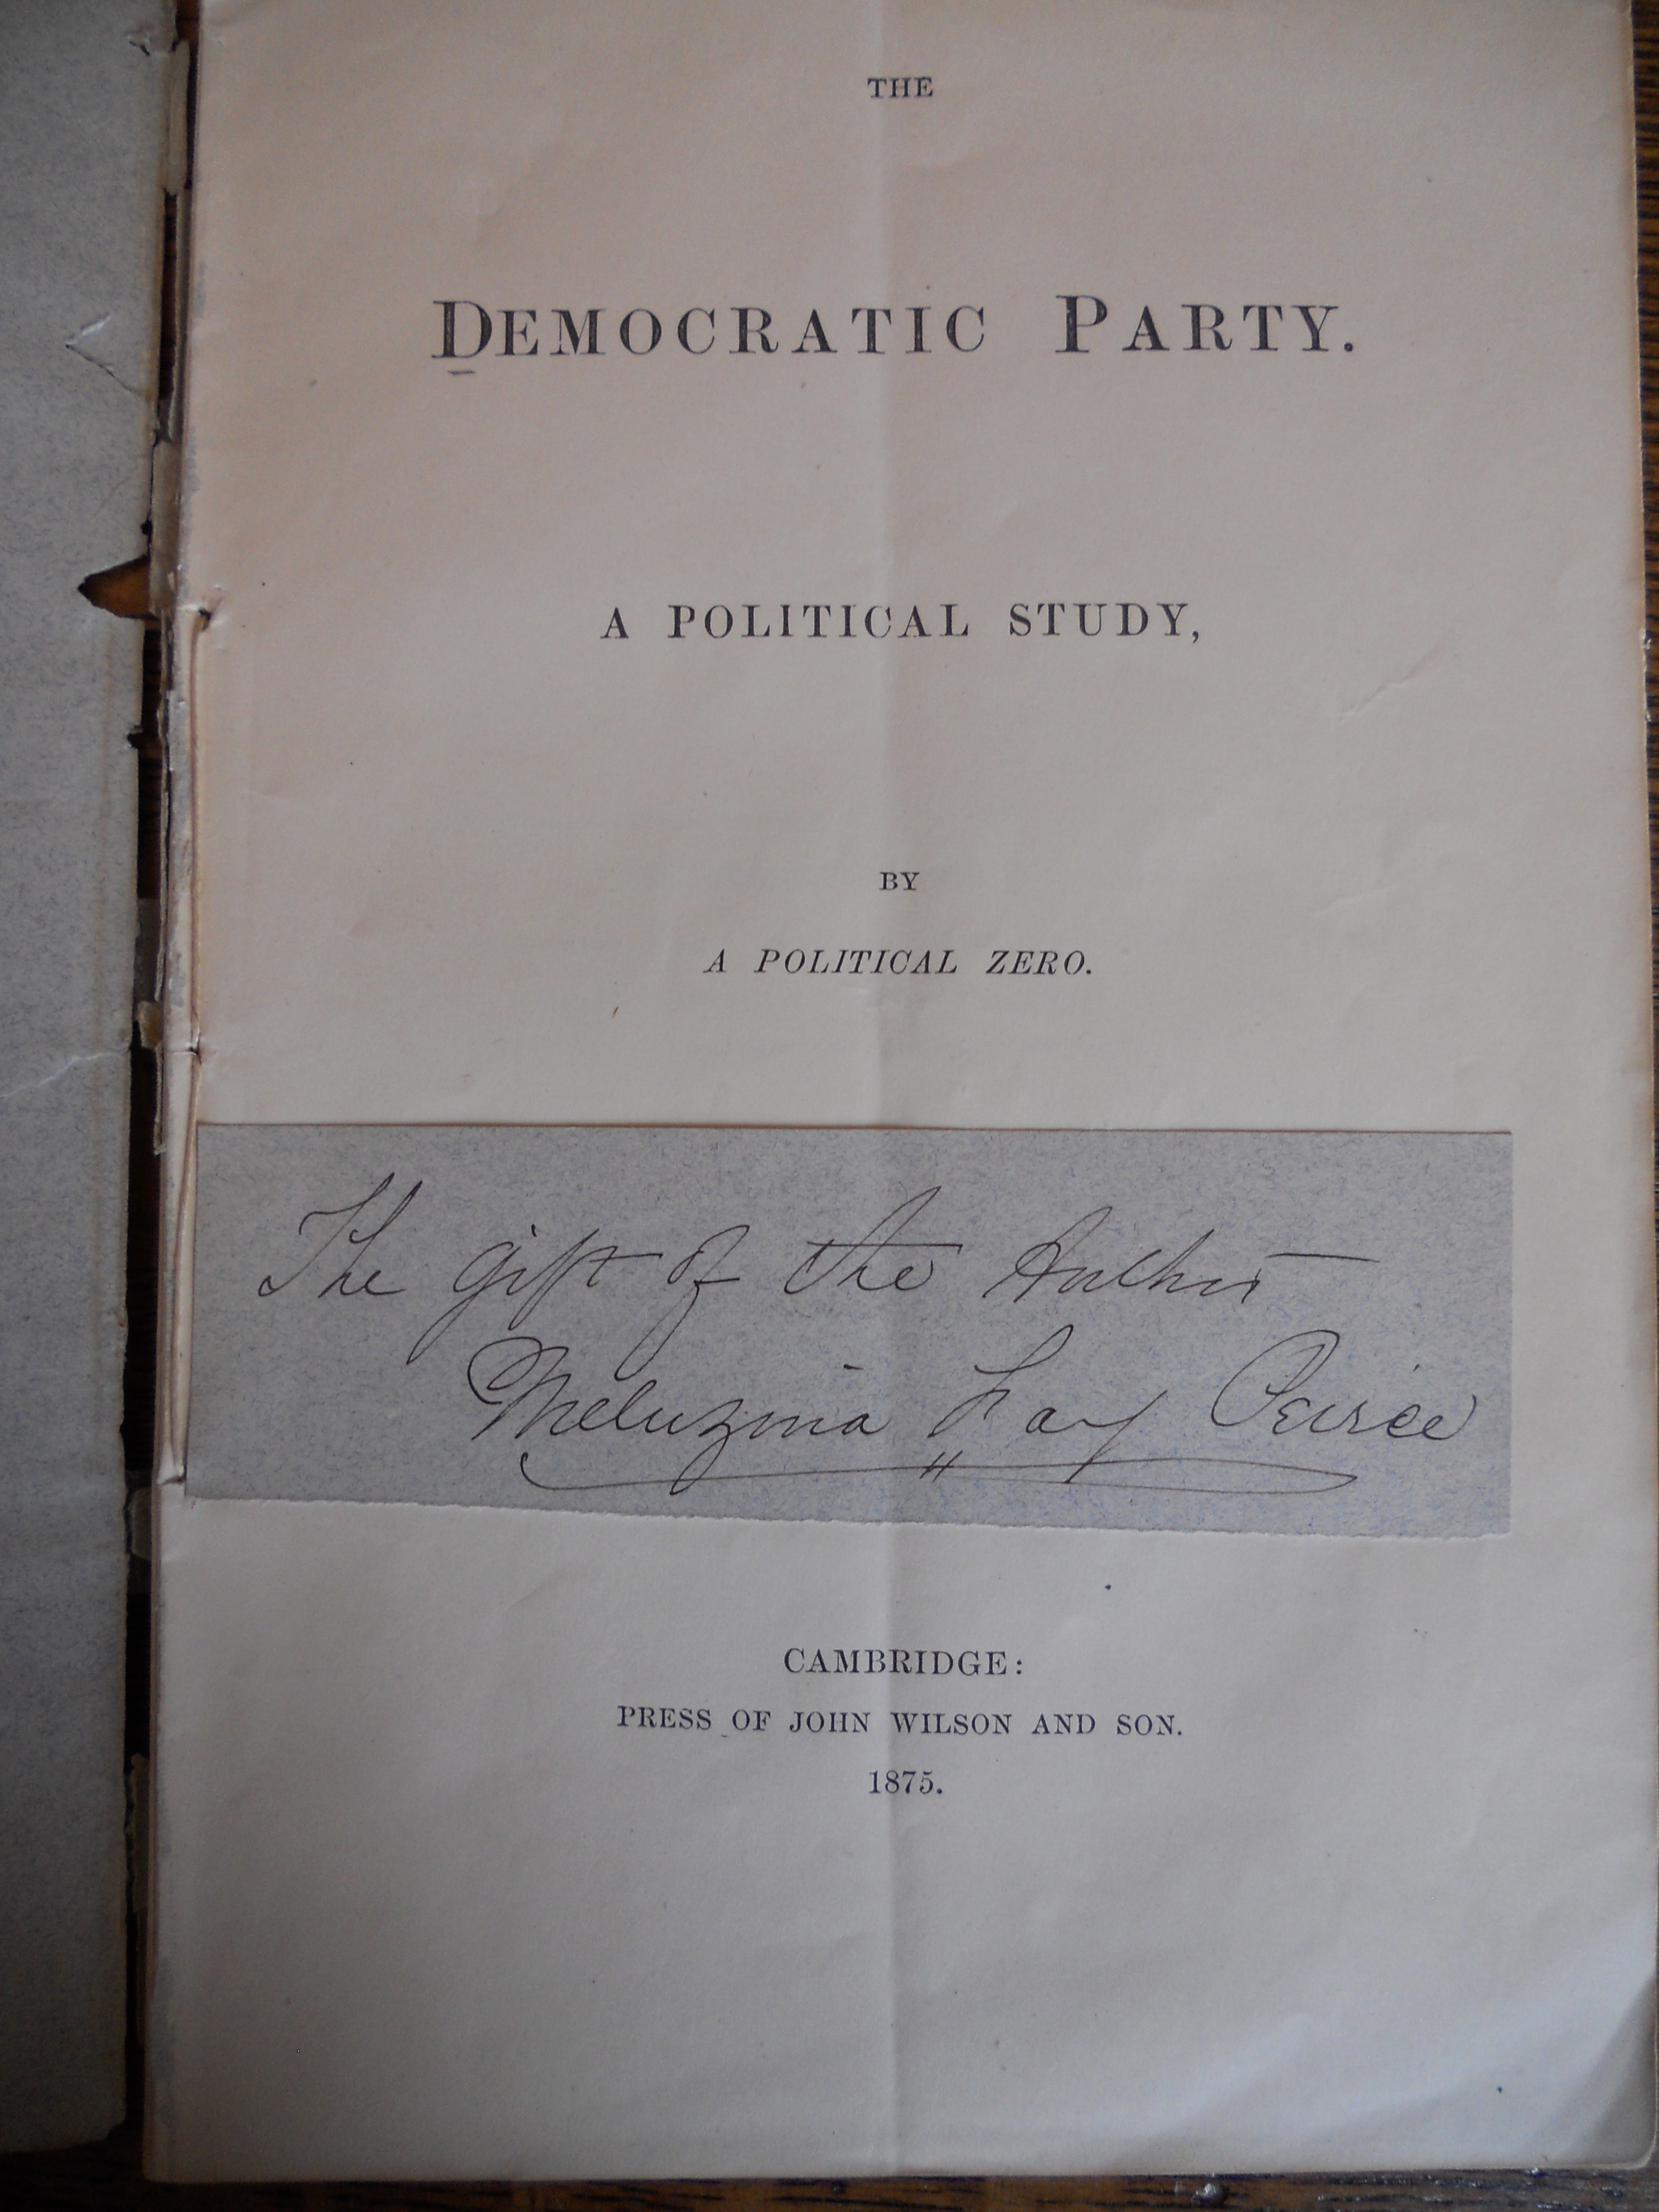 THE
DEMOCRATIC PARTY.
A POLITICAL STUDY,
BY
A POLITICAL ZERO.
The gift of the Author
Meluzina Fay Peirce
CAMBRIDGE:
PRESS OF JOHN WILSON AND SON.
1875.